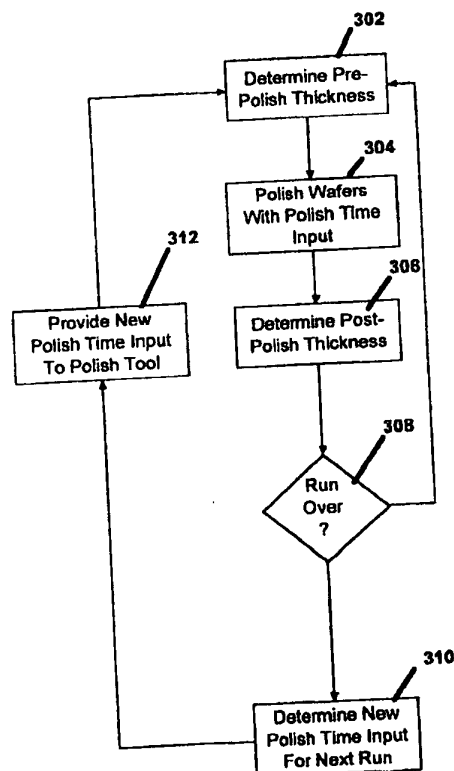 302
Determine Pre-
Polish Thickness
304
Polish Wafers
With Polish Time
Input
306
Determine Post-
Polish Thickness
308
Run
Over
?
310
Determine New
Polish Time Input
For Next Run
312
Provide New
Polish Time Input
To Polish Tool